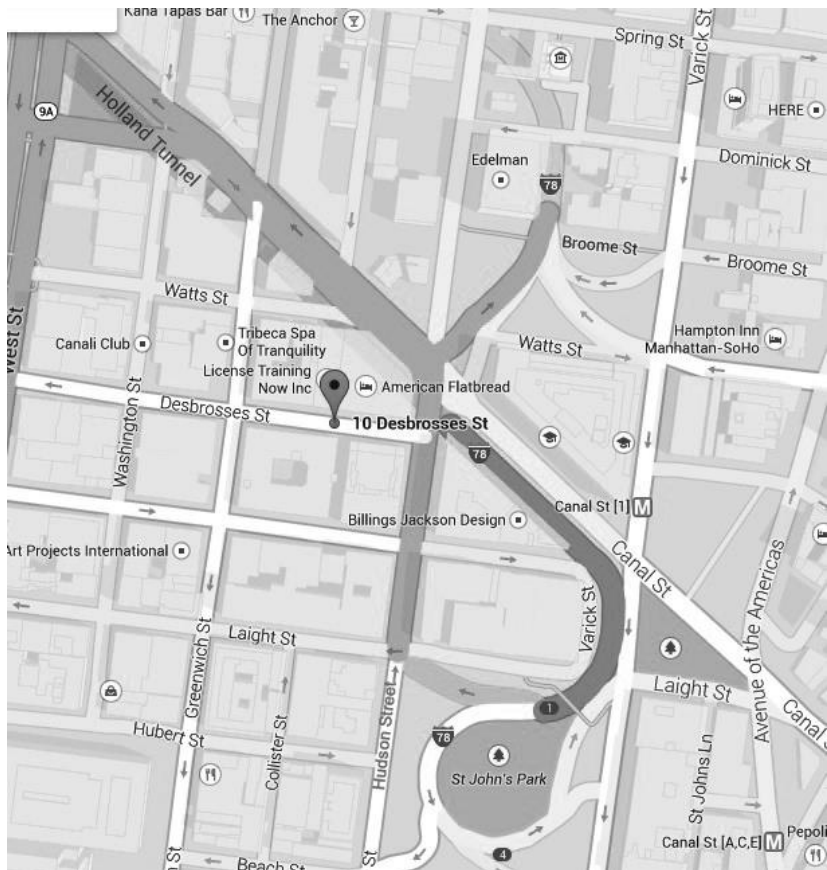 Kana Tapas Bar
The Anchor
Spring St
Varick St
9A
HERE
Holland Tunnel
Edelman
Dominick St
78
Broome St
Broome St
Watts St
Canali Club
Tribeca Spa
Of Tranquility
Watts St
Hampton Inn
Manhattan-SoHo
West St
License Training
Now Inc
American Flatbread
Desbrosses St
10 Desbrosses St
Washington St
78
Canal St [1]
M
Billings Jackson Design
Art Projects International
Canal St
Avenue of the Americas
Varick St
Laight St
Greenwich St
Laight St
1
Hudson Street
78
Hubert St
Collister St
St John's Park
St Johns Ln
Canal S
Canal St [A,C,E]
M
Pepoli
4
Beach St
St
n St